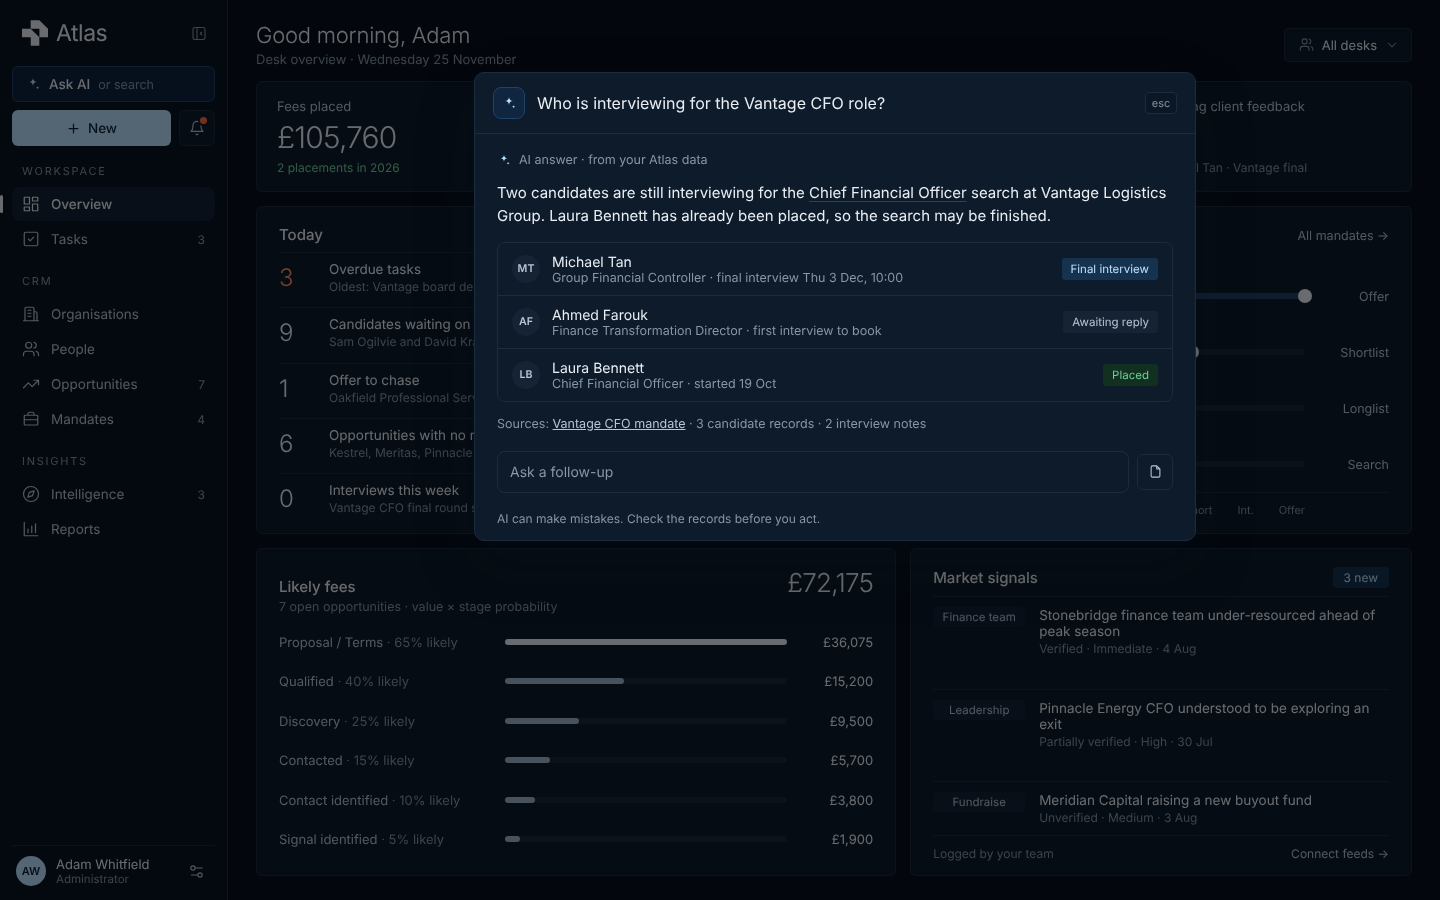 Atlas
Ask AI or search
New
WORKSPACE
Overview
Tasks 3
CRM
Organisations
People
Opportunities 7
Mandates 4
INSIGHTS
Intelligence 3
Reports
AW
Adam Whitfield
Administrator
Good morning, Adam
Desk overview · Wednesday 25 November
All desks
Fees placed
£105,760
2 placements in 2026
client feedback
Tan · Vantage final
Who is interviewing for the Vantage CFO role?
esc
AI answer · from your Atlas data
Two candidates are still interviewing for the Chief Financial Officer search at Vantage Logistics
Group. Laura Bennett has already been placed, so the search may be finished.
MT
Michael Tan
Group Financial Controller · final interview Thu 3 Dec, 10:00
Final interview
AF
Ahmed Farouk
Finance Transformation Director · first interview to book
Awaiting reply
LB
Laura Bennett
Chief Financial Officer · started 19 Oct
Placed
Sources: Vantage CFO mandate · 3 candidate records · 2 interview notes
Ask a follow-up
AI can make mistakes. Check the records before you act.
Today
3 Overdue tasks
Oldest: Vantage board
9 Candidates waiting on
Sam Ogilvie and David
1 Offer to chase
Oakfield Professional
6 Opportunities with no
Kestrel, Meritas, Pinnacle
0 Interviews this week
Vantage CFO final round
All mandates →
Offer
Shortlist
Longlist
Search
Int. Offer
Likely fees
£72,175
7 open opportunities · value × stage probability
Proposal / Terms · 65% likely £36,075
Qualified · 40% likely £15,200
Discovery · 25% likely £9,500
Contacted · 15% likely £5,700
Contact identified · 10% likely £3,800
Signal identified · 5% likely £1,900
Market signals
3 new
Finance team
Stonebridge finance team under-resourced ahead of
peak season
Verified · Immediate · 4 Aug
Leadership
Pinnacle Energy CFO understood to be exploring an
exit
Partially verified · High · 30 Jul
Fundraise
Meridian Capital raising a new buyout fund
Unverified · Medium · 3 Aug
Logged by your team
Connect feeds →